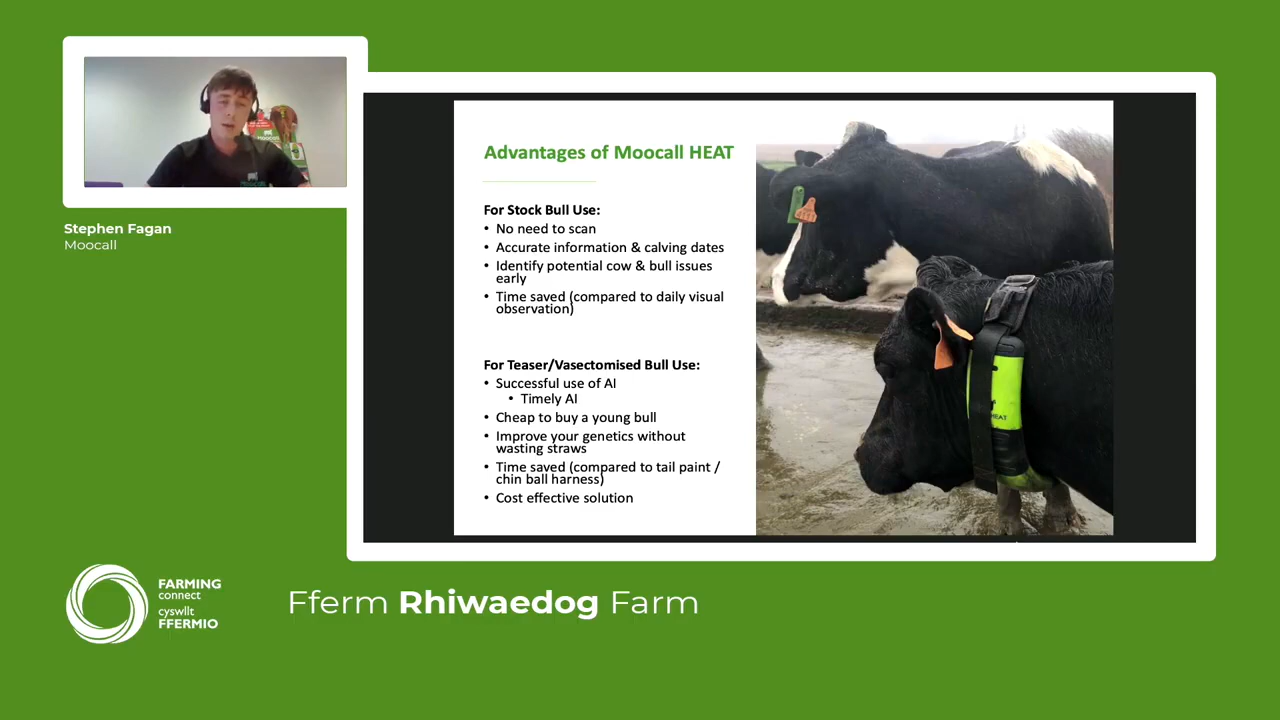 Stephen Fagan
Moocall
Advantages of Moocall HEAT
For Stock Bull Use:
• No need to scan
• Accurate information & calving dates
• Identify potential cow & bull issues
early
• Time saved (compared to daily visual
observation)
For Teaser/Vasectomised Bull Use:
• Successful use of AI
• Timely AI
• Cheap to buy a young bull
• Improve your genetics without
wasting straws
• Time saved (compared to tail paint /
chin ball harness)
• Cost effective solution
HEAT
FARMING
connect
cyswllt
FFERMIO
Fferm Rhiwaedog Farm